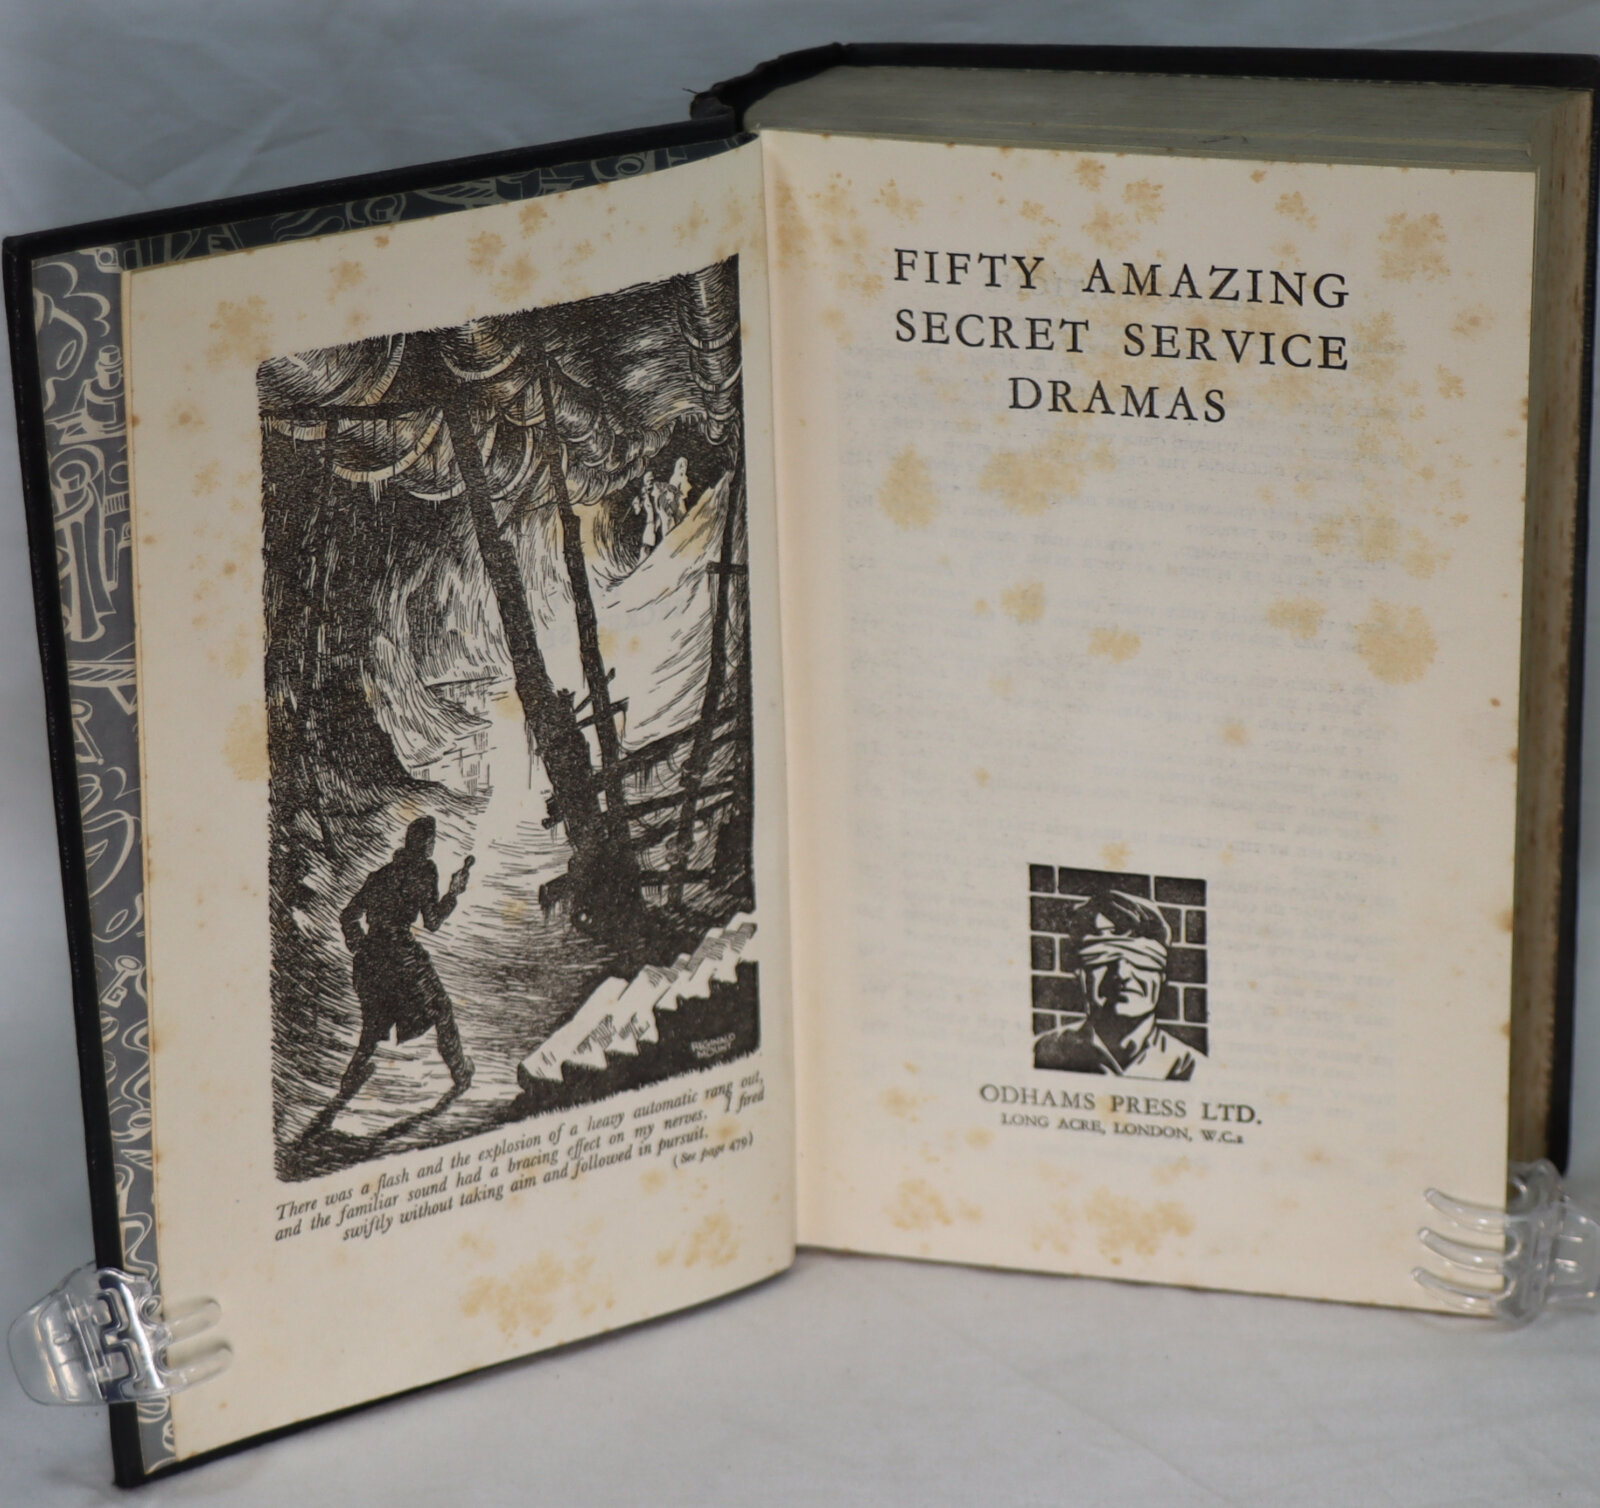 REGINALD
MOUNT
There was a flash and the explosion of a heavy automatic rang out,
and the familiar sound had a bracing effect on my nerves. I fired
swiftly without taking aim and followed in pursuit.
(See page 479)
FIFTY AMAZING
SECRET SERVICE
DRAMAS
ODHAMS PRESS LTD.
LONG ACRE, LONDON, W.C.2